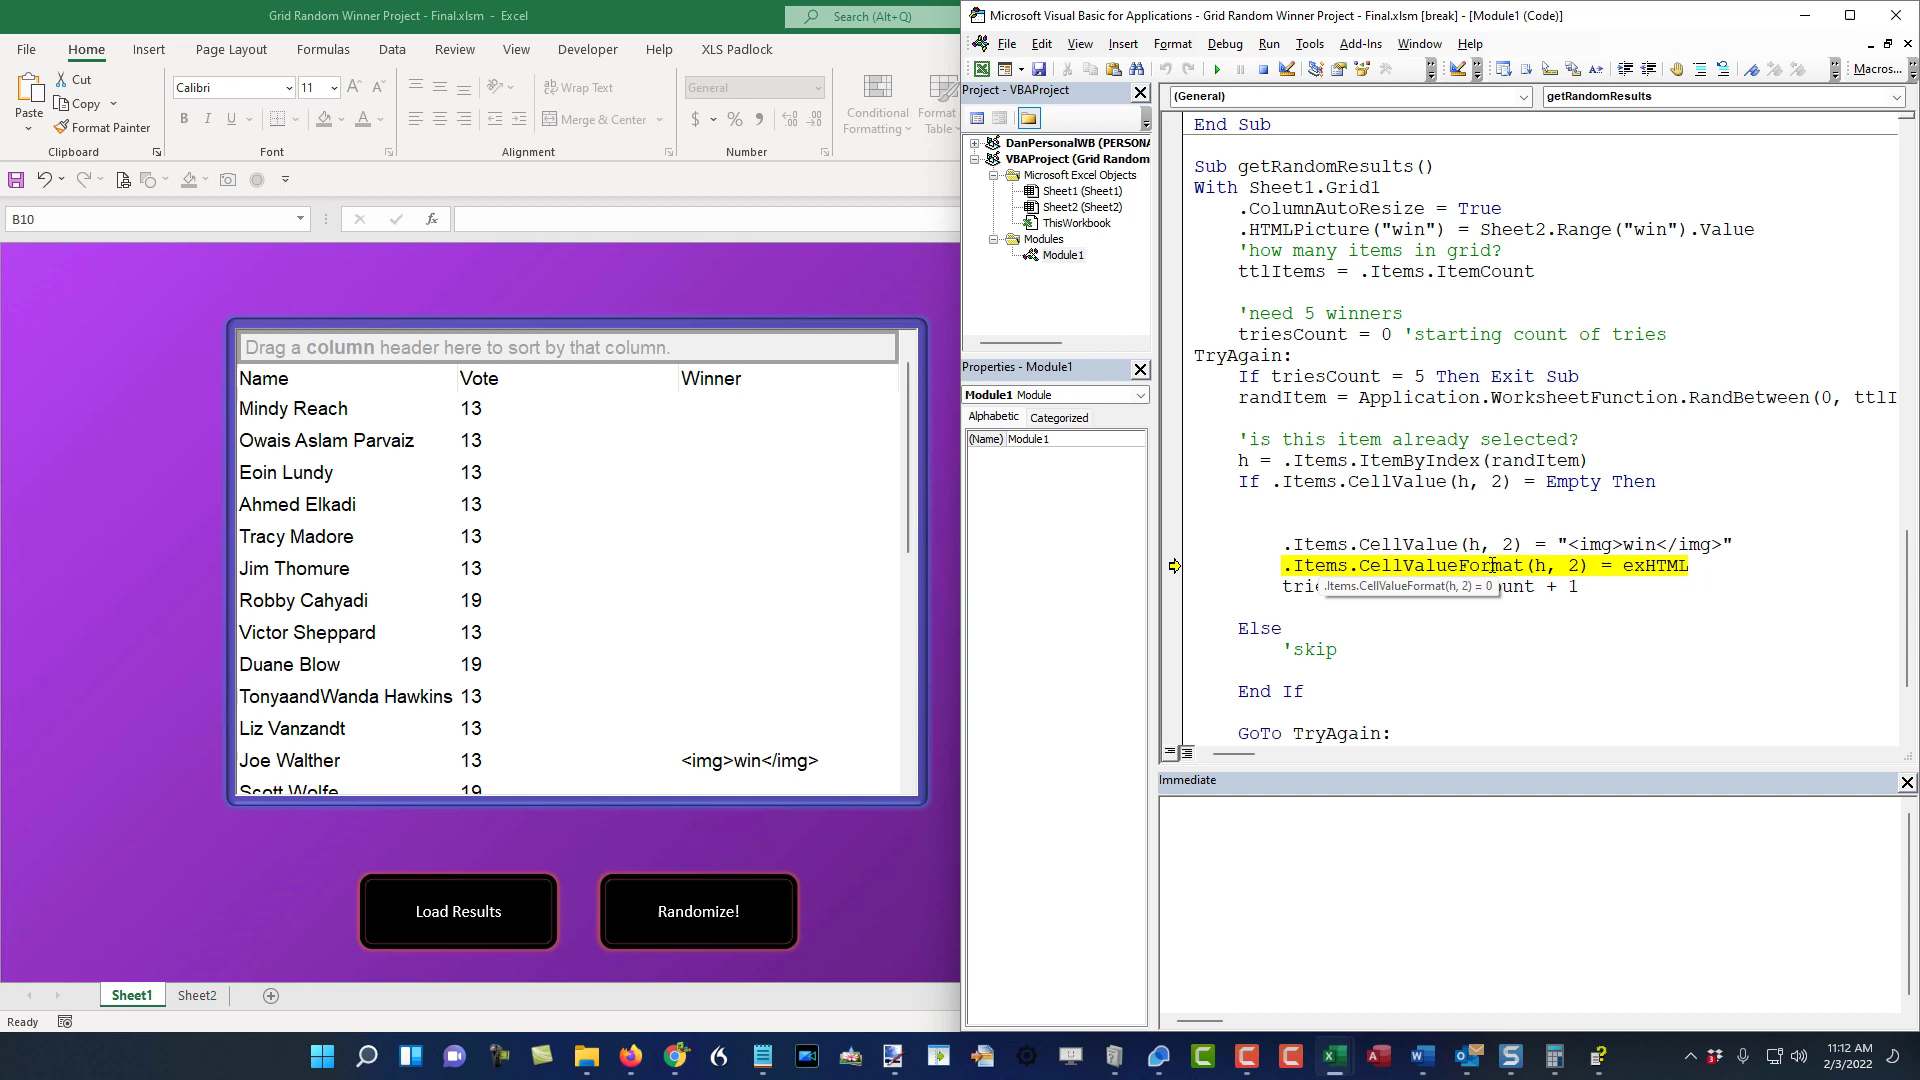 Grid Random Winner Project - Final.xlsm - Excel
Search (Alt+Q)
File Home Insert Page Layout Formulas Data Review View Developer Help XLS Padlock
Paste
Cut
Copy
Format Painter
Calibri 11
Wrap Text
Merge & Center
General
Conditional Formatting
Format
Table
Clipboard Font Alignment Number
B10
Drag a column header here to sort by that column.
Name Vote Winner
Mindy Reach 13
Owais Aslam Parvaiz 13
Eoin Lundy 13
Ahmed Elkadi 13
Tracy Madore 13
Jim Thomure 13
Robby Cahyadi 19
Victor Sheppard 13
Duane Blow 19
TonyaandWanda Hawkins 13
Liz Vanzandt 13
Joe Walther 13 <img>win</img>
Scott Wolfe 19
Load Results
Randomize!
Sheet1 Sheet2
Ready
Microsoft Visual Basic for Applications - Grid Random Winner Project - Final.xlsm [break] - [Module1 (Code)]
File Edit View Insert Format Debug Run Tools Add-Ins Window Help
Macros...
Project - VBAProject
DanPersonalWB (PERSONA
VBAProject (Grid Random
Microsoft Excel Objects
Sheet1 (Sheet1)
Sheet2 (Sheet2)
ThisWorkbook
Modules
Module1
Properties - Module1
Module1 Module
Alphabetic Categorized
(Name) Module1
(General) getRandomResults
End Sub
Sub getRandomResults()
With Sheet1.Grid1
.ColumnAutoResize = True
.HTMLPicture("win") = Sheet2.Range("win").Value
'how many items in grid?
ttlItems = .Items.ItemCount
'need 5 winners
triesCount = 0 'starting count of tries
TryAgain:
If triesCount = 5 Then Exit Sub
randItem = Application.WorksheetFunction.RandBetween(0, ttlI
'is this item already selected?
h = .Items.ItemByIndex(randItem)
If .Items.CellValue(h, 2) = Empty Then
.Items.CellValue(h, 2) = "<img>win</img>"
.Items.CellValueFormat(h, 2) = exHTML
.Items.CellValueFormat(h, 2) = 0
trie ount + 1
Else
'skip
End If
GoTo TryAgain:
Immediate
11:12 AM
2/3/2022